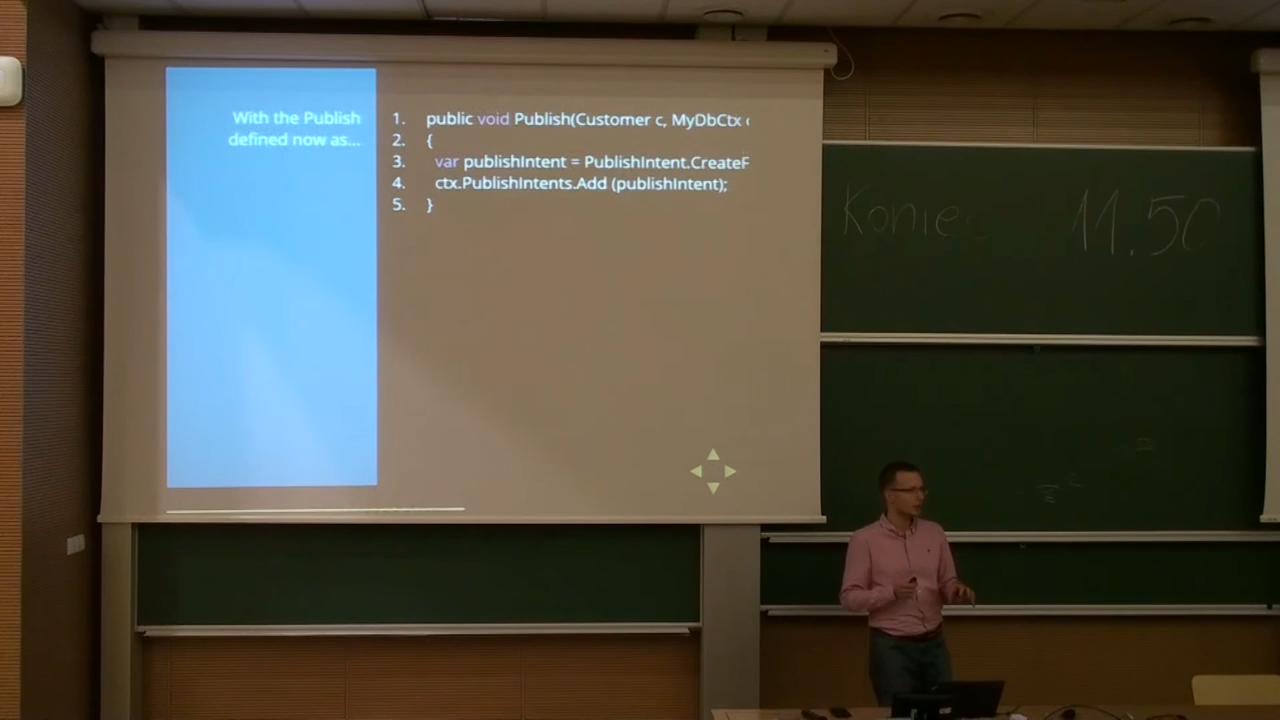 With the Publish
defined now as...
1. public void Publish(Customer c, MyDbCtx c
2. {
3. var publishIntent = PublishIntent.CreateF
4. ctx.PublishIntents.Add (publishIntent);
5. }
Koniec 11.50